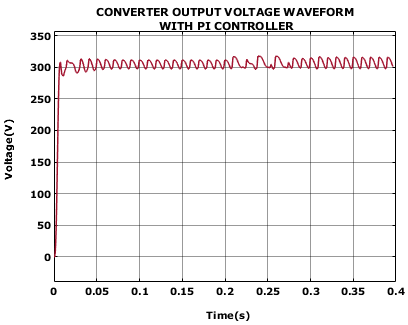 CONVERTER OUTPUT VOLTAGE WAVEFORM
WITH PI CONTROLLER
350
300
250
200
150
100
50
0
Voltage(V)
0 0.05 0.1 0.15 0.2 0.25 0.3 0.35 0.4
Time(s)